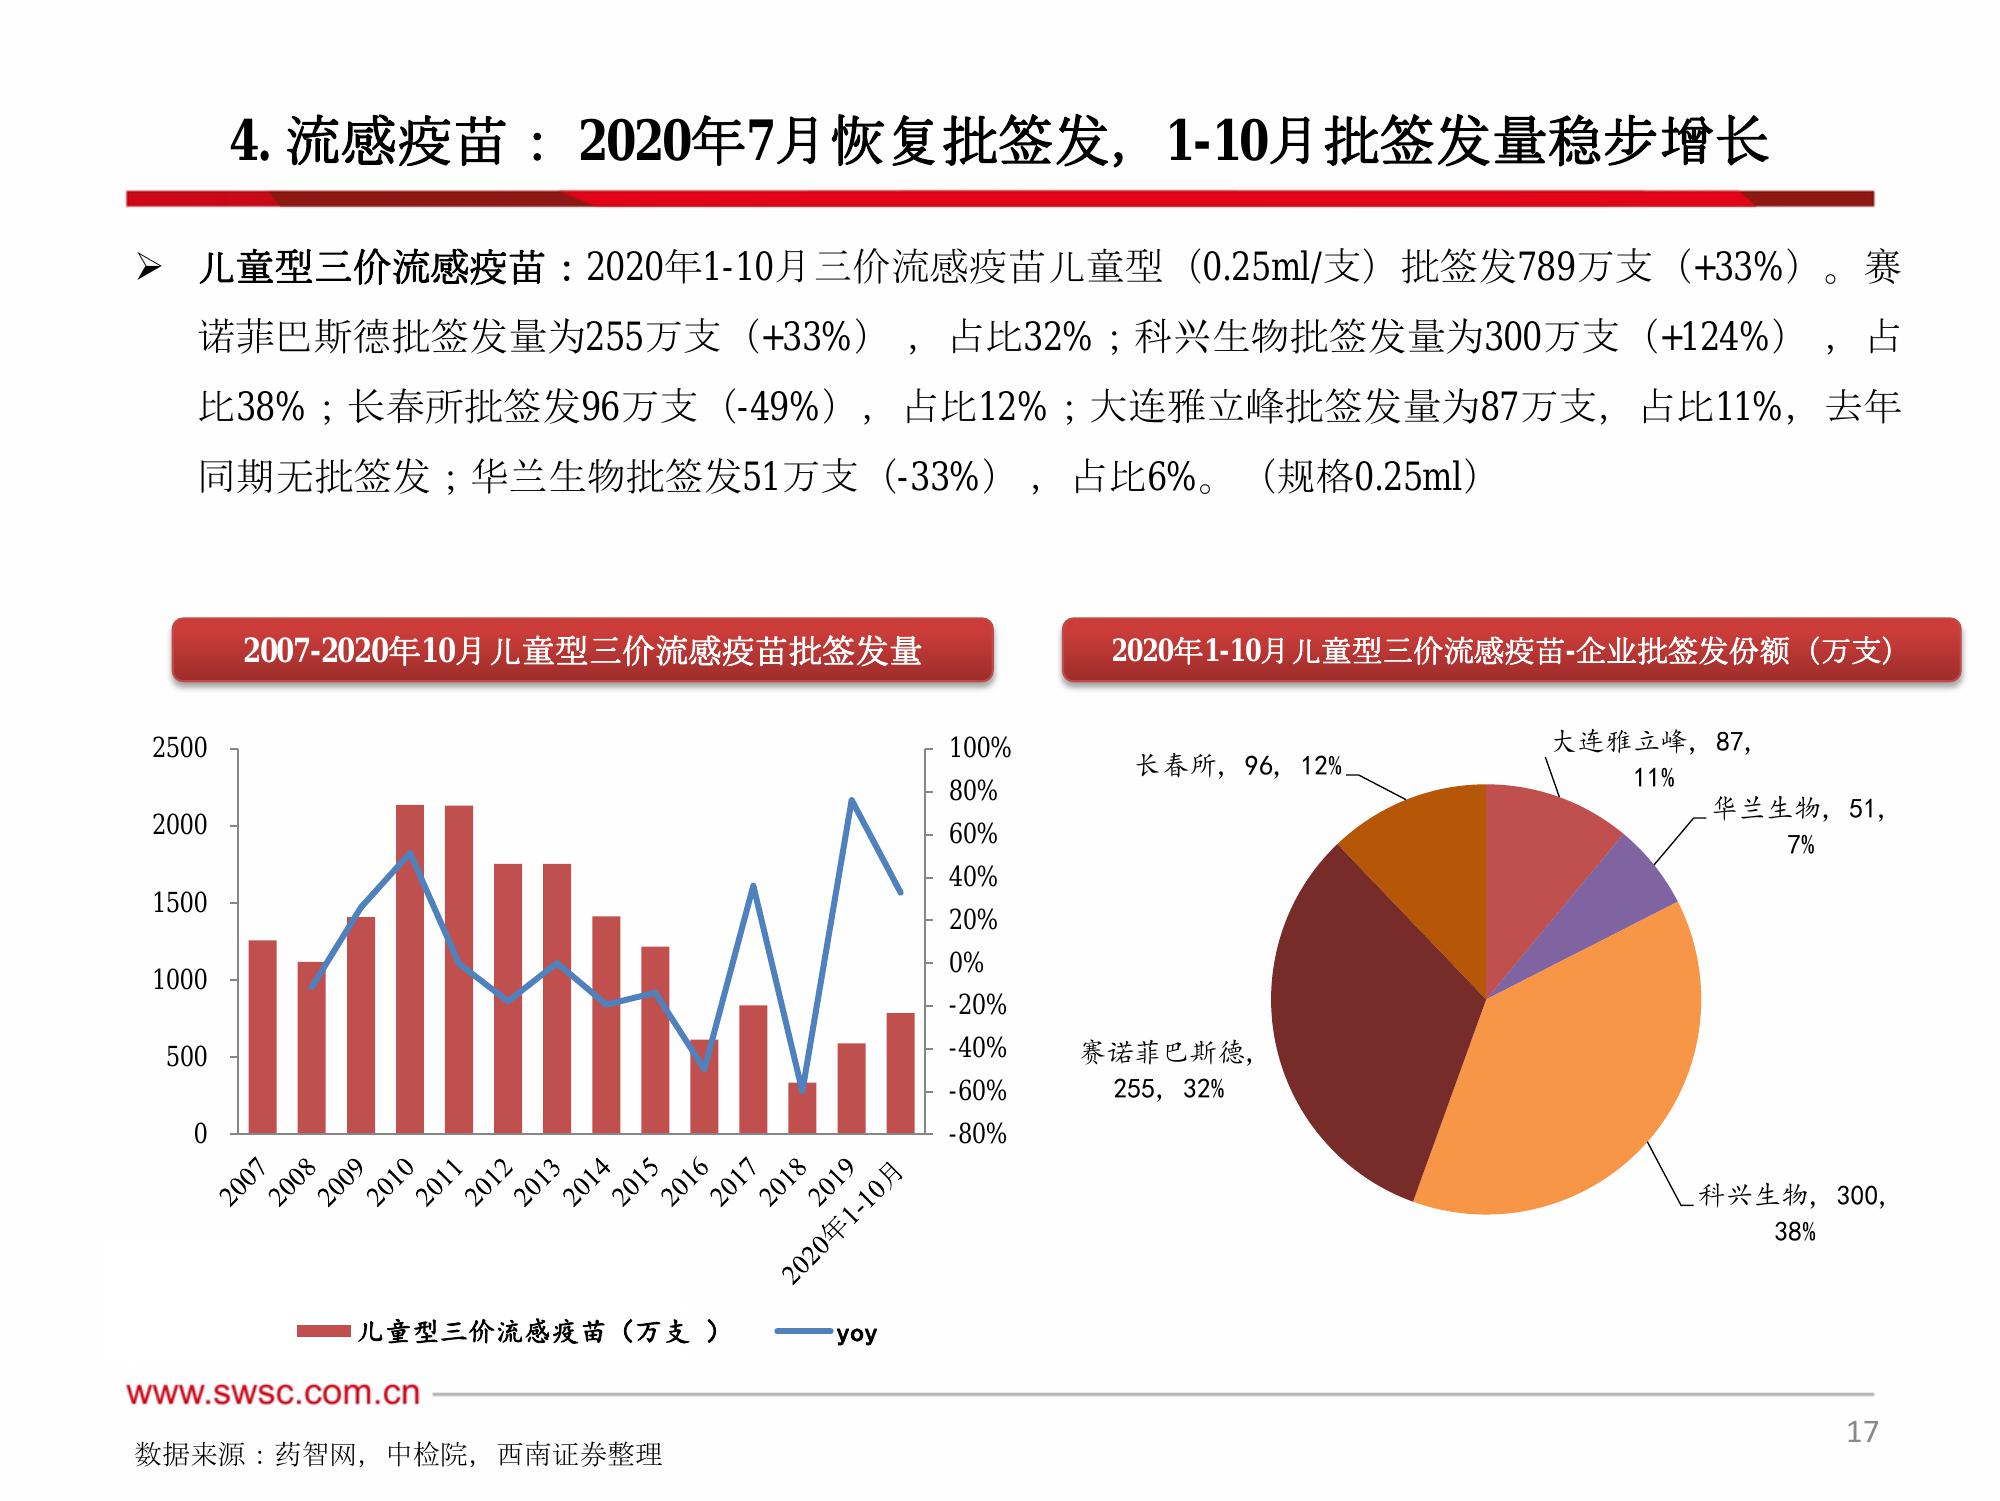 4. 流感疫苗：2020年7月恢复批签发，1-10月批签发量稳步增长
➢ 儿童型三价流感疫苗：2020年1-10月三价流感疫苗儿童型（0.25ml/支）批签发789万支（+33%）。赛
诺菲巴斯德批签发量为255万支（+33%），占比32%；科兴生物批签发量为300万支（+124%），占
比38%；长春所批签发96万支（-49%），占比12%；大连雅立峰批签发量为87万支，占比11%，去年
同期无批签发；华兰生物批签发51万支（-33%），占比6%。（规格0.25ml）
2007-2020年10月儿童型三价流感疫苗批签发量
2500
2000
1500
1000
500
0
100%
80%
60%
40%
20%
0%
-20%
-40%
-60%
-80%
2007
2008
2009
2010
2011
2012
2013
2014
2015
2016
2017
2018
2019
2020年1-10月
儿童型三价流感疫苗（万支 ）
yoy
2020年1-10月儿童型三价流感疫苗-企业批签发份额（万支）
大连雅立峰，87，
11%
长春所，96，12%
华兰生物，51，
7%
赛诺菲巴斯德，
255，32%
科兴生物，300，
38%
www.swsc.com.cn
17
数据来源：药智网，中检院，西南证券整理